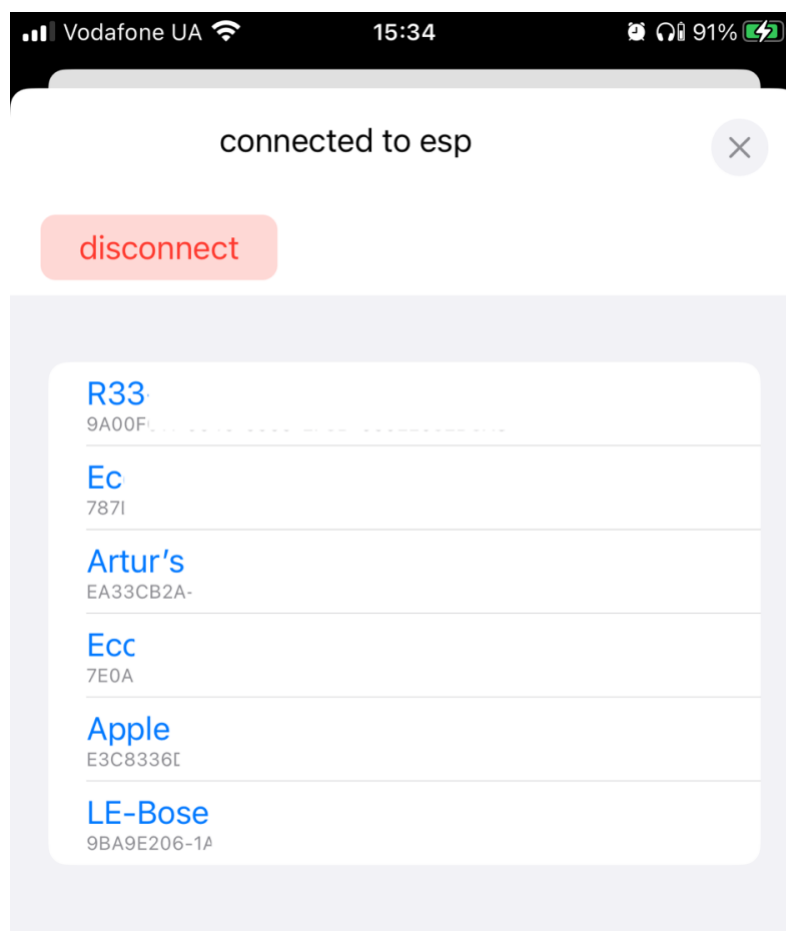 Vodafone UA 15:34 91%
connected to esp
disconnect
R33
9A00F
Ec
787
Artur's
EA33CB2A-
Ecc
7E0A
Apple
E3C8336
LE-Bose
9BA9E206-1A